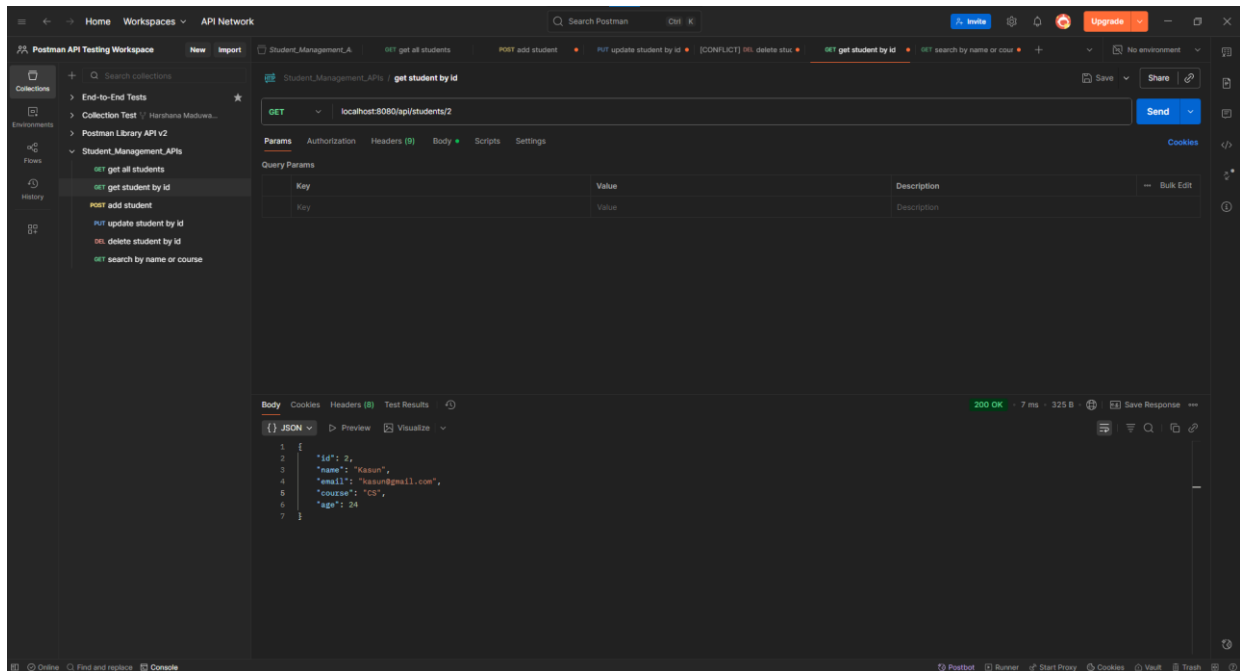 Home Workspaces API Network Search Postman Ctrl K Invite Upgrade
Postman API Testing Workspace New Import Student_Management_A GET get all students POST add student PUT update student by id [CONFLICT] DEL delete stuc GET get student by id GET search by name or cour No environment
Collections
Environments
Flows
History
Search collections
End-to-End Tests
Collection Test Harshana Maduwa...
Postman Library API v2
Student_Management_APIs
GET get all students
GET get student by id
POST add student
PUT update student by id
DEL delete student by id
GET search by name or course
Student_Management_APIs / get student by id Save Share
GET localhost:8080/api/students/2 Send
Params Authorization Headers (9) Body Scripts Settings Cookies
Query Params
Key Value Description Bulk Edit
Key Value Description
Body Cookies Headers (8) Test Results 200 OK 7 ms 325 B Save Response
{} JSON Preview Visualize
1 {
2 "id": 2,
3 "name": "Kasun",
4 "email": "kasun@gmail.com",
5 "course": "CS",
6 "age": 24
7 }
Online Find and replace Console Postbot Runner Start Proxy Cookies Vault Trash